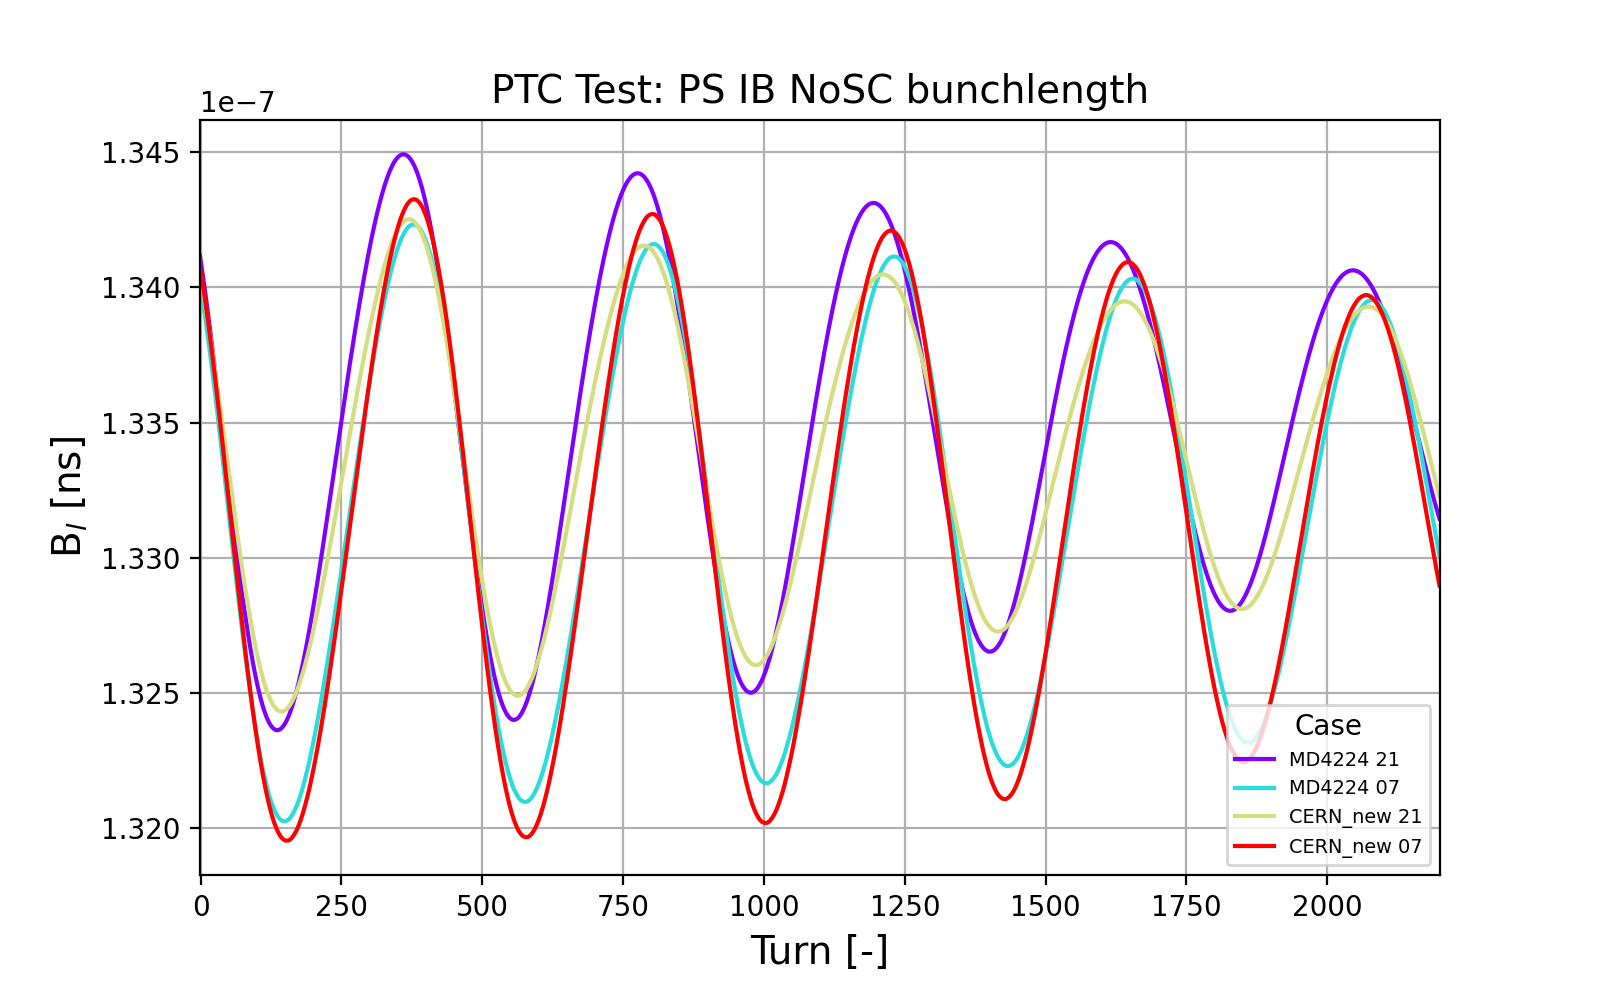 PTC Test: PS IB NoSC bunchlength
1e−7
1.345
1.340
1.335
1.330
1.325
1.320
B_l [ns]
0 250 500 750 1000 1250 1500 1750 2000
Turn [-]
Case
MD4224 21
MD4224 07
CERN_new 21
CERN_new 07